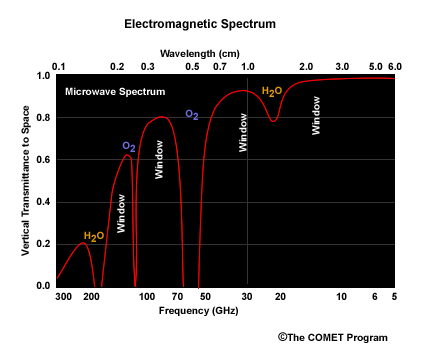 Electromagnetic Spectrum
Wavelength (cm)
0.1 0.2 0.3 0.5 0.7 1.0 2.0 3.0 5.0 6.0
1.0
Microwave Spectrum
H2O
O2
0.8
Window
Window
Window
O2
0.6
Vertical Transmittance to Space
0.4
Window
H2O
0.2
0.0
300 200 100 70 50 30 20 10 6 5
Frequency (GHz)
©The COMET Program